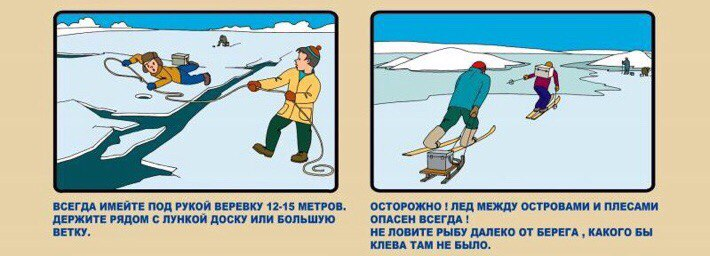 ВСЕГДА ИМЕЙТЕ ПОД РУКОЙ ВЕРЕВКУ 12-15 МЕТРОВ.
ДЕРЖИТЕ РЯДОМ С ЛУНКОЙ ДОСКУ ИЛИ БОЛЬШУЮ
ВЕТКУ.
ОСТОРОЖНО ! ЛЕД МЕЖДУ ОСТРОВАМИ И ПЛЕСАМИ
ОПАСЕН ВСЕГДА !
НЕ ЛОВИТЕ РЫБУ ДАЛЕКО ОТ БЕРЕГА , КАКОГО БЫ
КЛЕВА ТАМ НЕ БЫЛО.